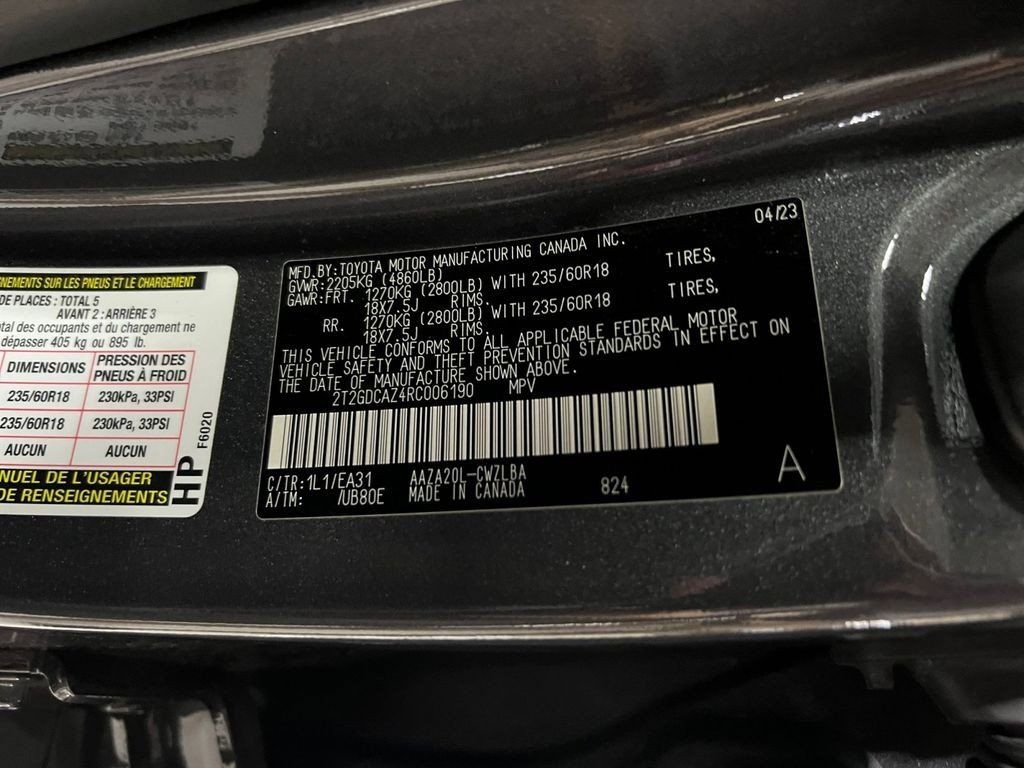 GNEMENTS SUR LES PNEUS ET LE CHARGEMENT
DE PLACES : TOTAL 5
AVANT 2 : ARRIÈRE 3
tal des occupants et du chargement ne
dépasser 405 kg ou 895 lb.
DIMENSIONS PRESSION DES PNEUS À FROID
235/60R18 230kPa, 33PSI
235/60R18 230kPa, 33PSI
AUCUN AUCUN
NUEL DE L'USAGER
DE RENSEIGNEMENTS
HP F6020
04/23
MFD.BY:TOYOTA MOTOR MANUFACTURING CANADA INC.
GVWR:2205KG (4860LB)
GAWR:FRT. 1270KG (2800LB) WITH 235/60R18 TIRES,
18X7.5J RIMS.
RR. 1270KG (2800LB) WITH 235/60R18 TIRES,
18X7.5J RIMS.
THIS VEHICLE CONFORMS TO ALL APPLICABLE FEDERAL MOTOR
VEHICLE SAFETY AND THEFT PREVENTION STANDARDS IN EFFECT ON
THE DATE OF MANUFACTURE SHOWN ABOVE.
2T2GDCAZ4RC006190 MPV
C/TR:1L1/EA31 AAZA20L-CWZLBA
A/TM: /UB80E MADE IN CANADA 824
A